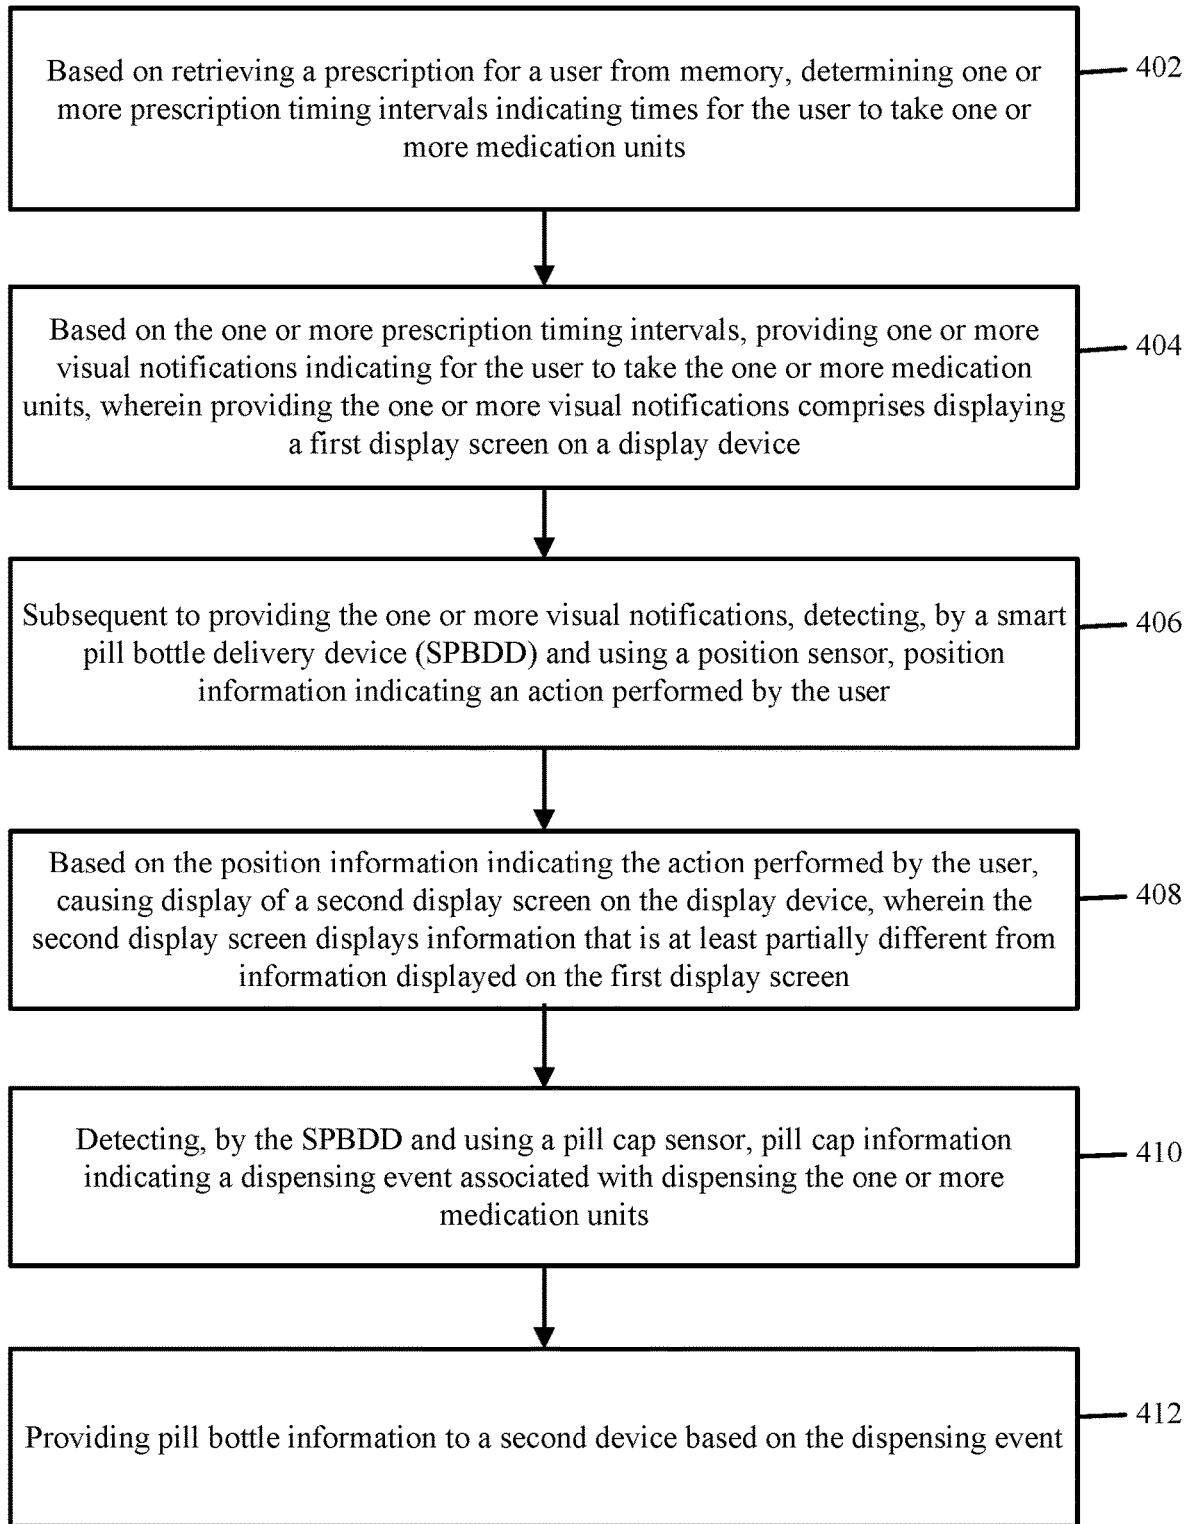 Based on retrieving a prescription for a user from memory, determining one or
more prescription timing intervals indicating times for the user to take one or
more medication units
402
Based on the one or more prescription timing intervals, providing one or more
visual notifications indicating for the user to take the one or more medication
units, wherein providing the one or more visual notifications comprises displaying
a first display screen on a display device
404
Subsequent to providing the one or more visual notifications, detecting, by a smart
pill bottle delivery device (SPBDD) and using a position sensor, position
information indicating an action performed by the user
406
Based on the position information indicating the action performed by the user,
causing display of a second display screen on the display device, wherein the
second display screen displays information that is at least partially different from
information displayed on the first display screen
408
Detecting, by the SPBDD and using a pill cap sensor, pill cap information
indicating a dispensing event associated with dispensing the one or more
medication units
410
Providing pill bottle information to a second device based on the dispensing event
412